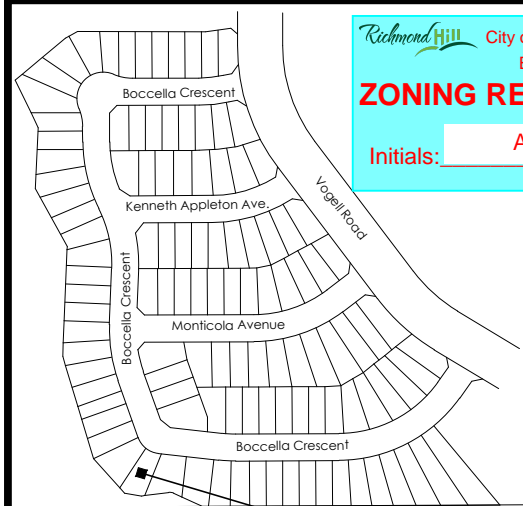 Richmond Hill City o
ZONING RE
Initials: A
Boccella Crescent
Kenneth Appleton Ave.
Vogell Road
Boccella Crescent
Monticola Avenue
Boccella Crescent